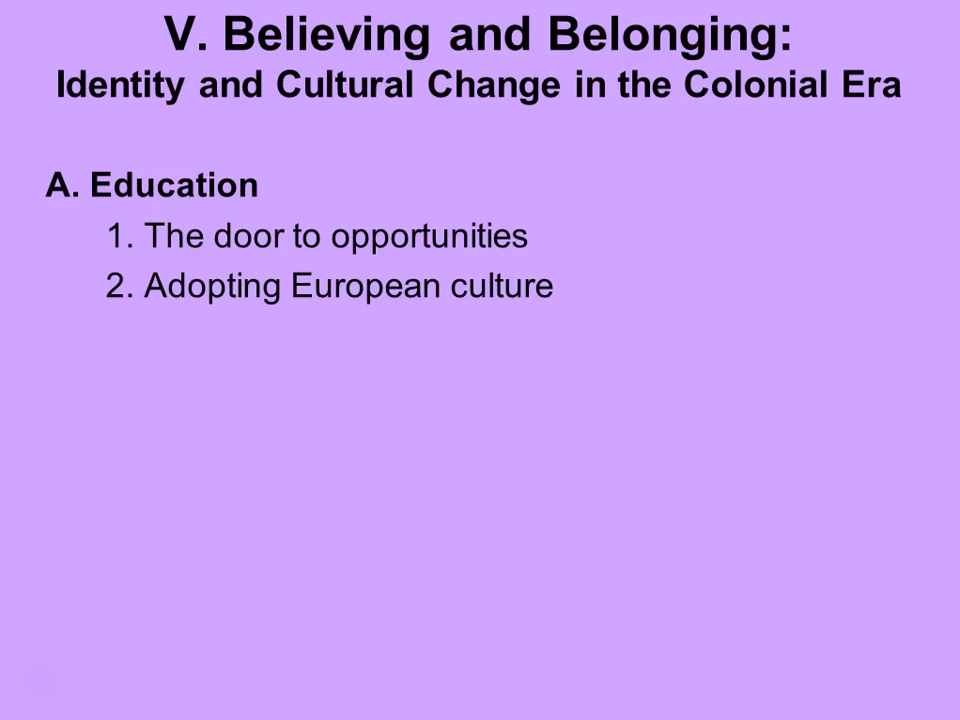 V. Believing and Belonging:
Identity and Cultural Change in the Colonial Era
A. Education
1. The door to opportunities
2. Adopting European culture